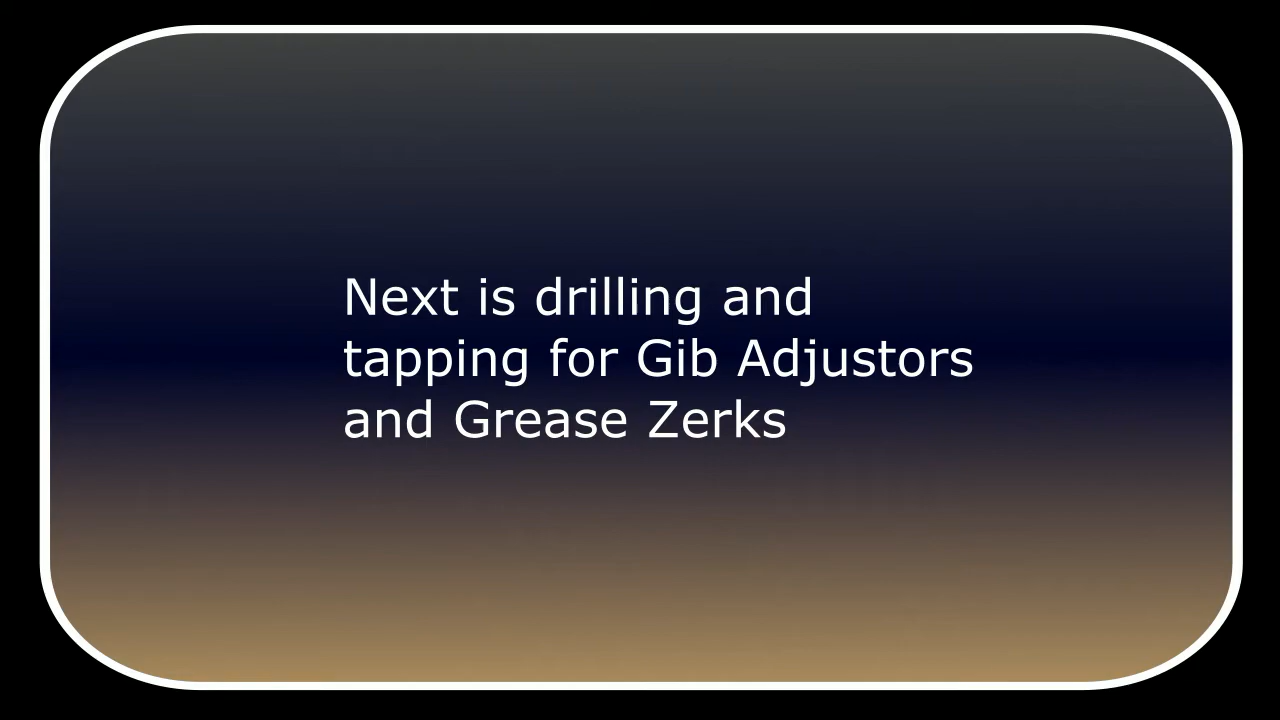 Next is drilling and
tapping for Gib Adjustors
and Grease Zerks